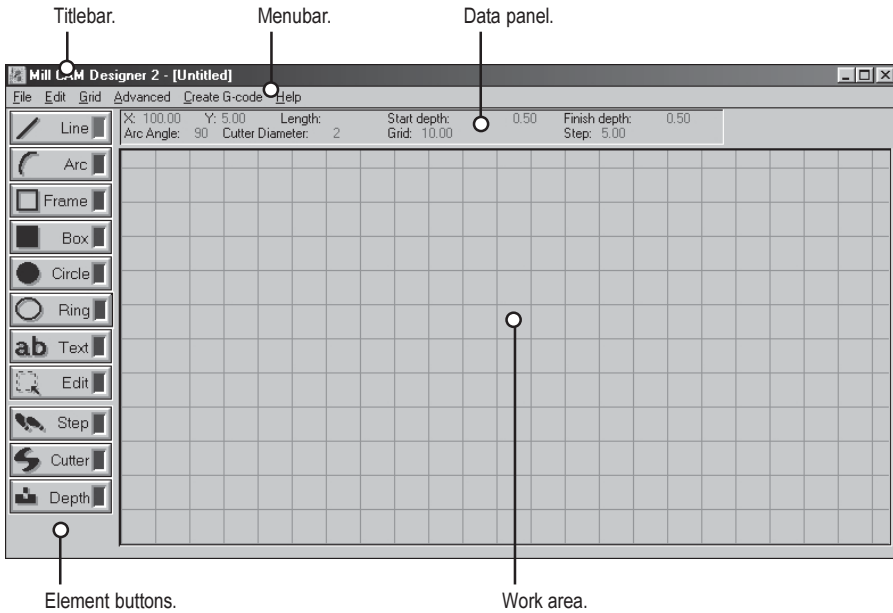 Titlebar. Menubar. Data panel.
Mill CAM Designer 2 - [Untitled]
File Edit Grid Advanced Create G-code Help
X: 100.00 Y: 5.00 Length: Start depth: 0.50 Finish depth: 0.50
Arc Angle: 90 Cutter Diameter: 2 Grid: 10.00 Step: 5.00
Line
Arc
Frame
Box
Circle
Ring
ab Text
Edit
Step
Cutter
Depth
Element buttons. Work area.